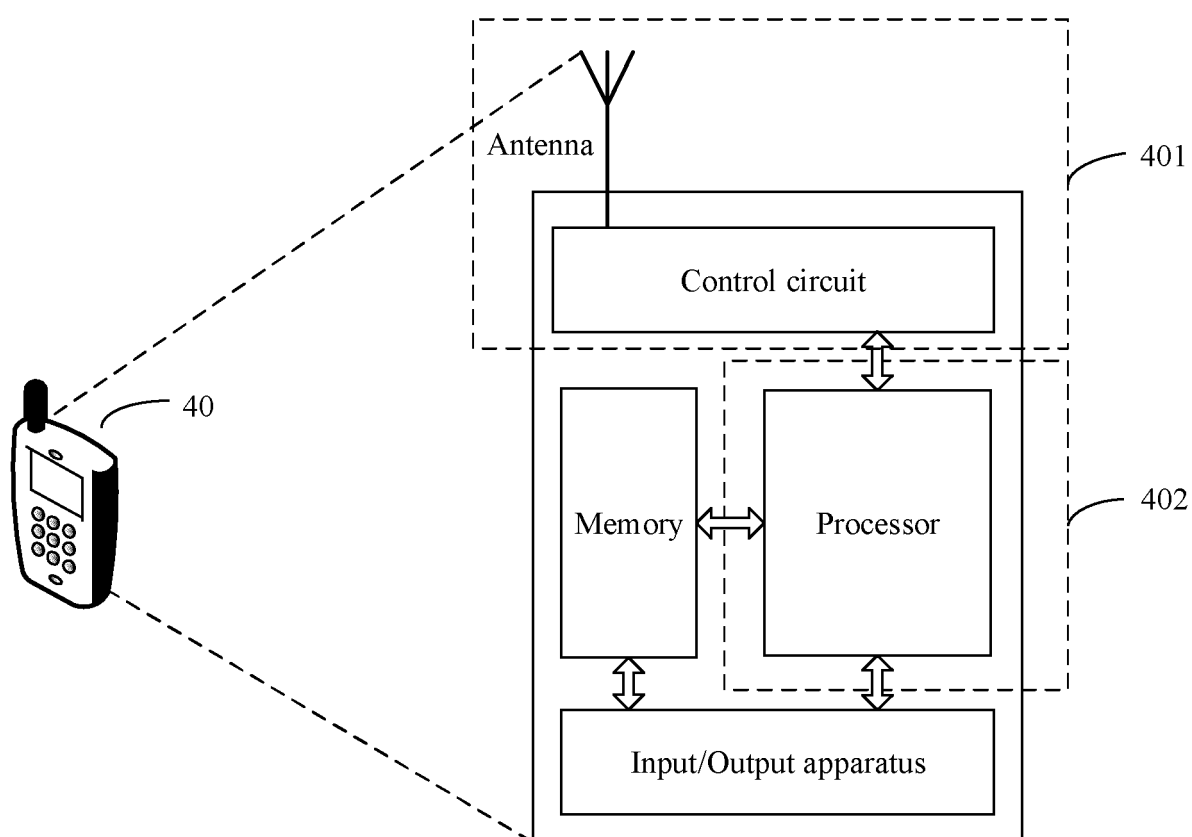 Antenna
401
Control circuit
40
Memory
Processor
402
Input/Output apparatus